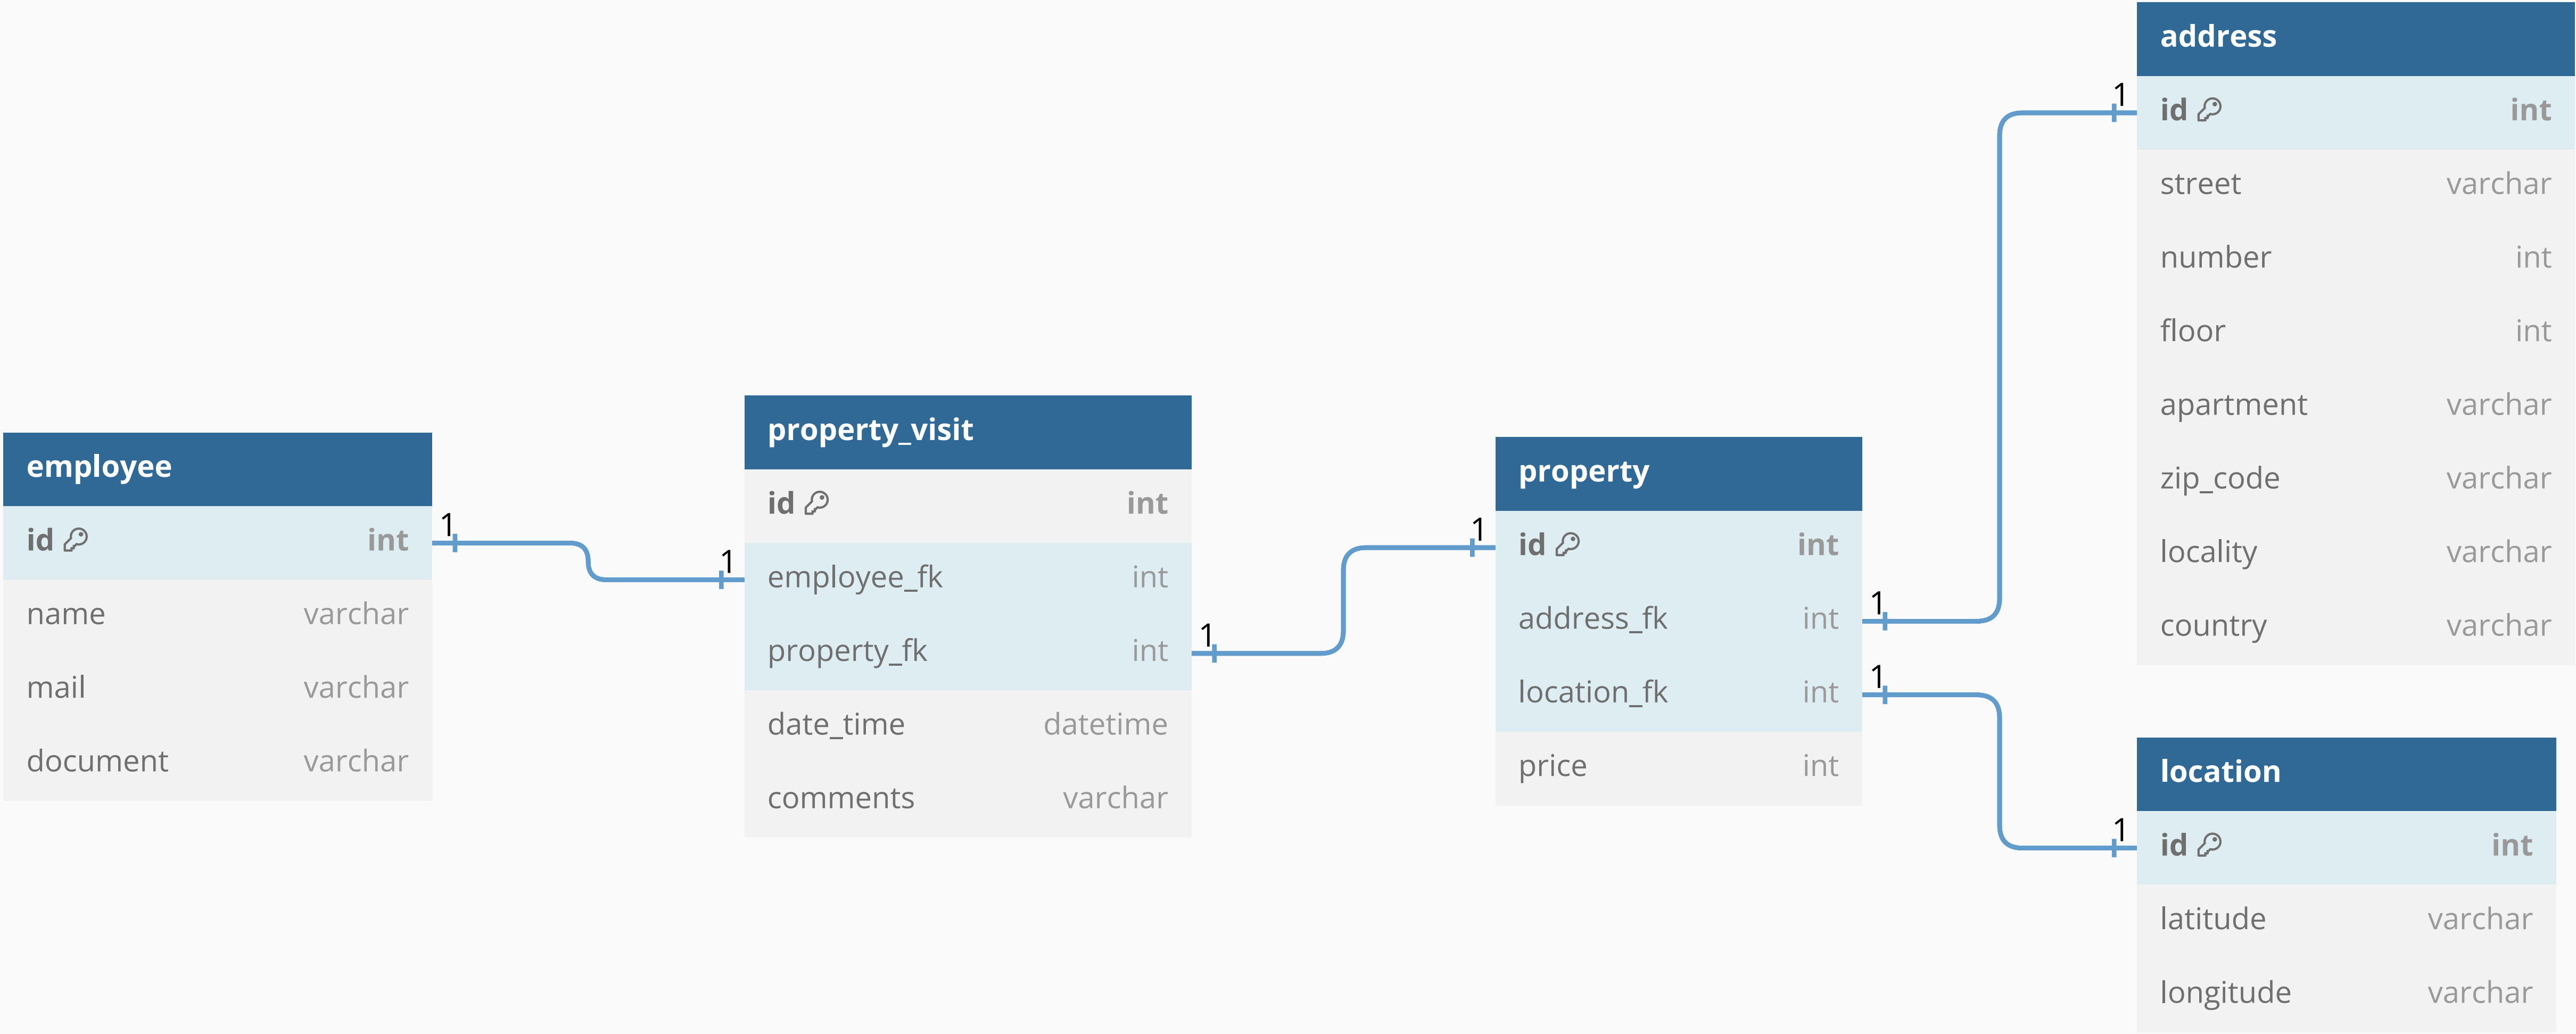 employee
id int
name varchar
mail varchar
document varchar
1
1
property_visit
id int
employee_fk int
property_fk int
date_time datetime
comments varchar
1
1
property
id int
address_fk int
location_fk int
price int
1
1
1
address
id int
street varchar
number int
floor int
apartment varchar
zip_code varchar
locality varchar
country varchar
1
location
id int
latitude varchar
longitude varchar